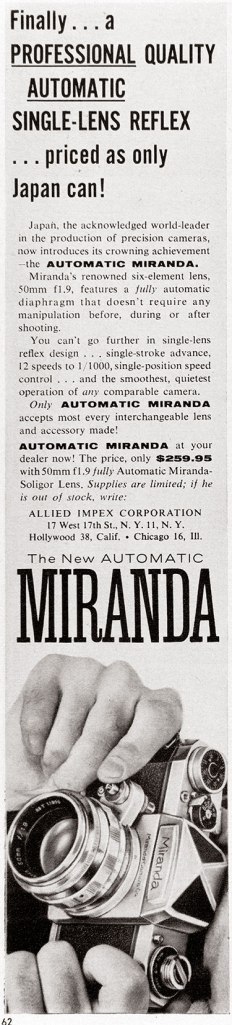 Finally . . . a
PROFESSIONAL QUALITY
AUTOMATIC
SINGLE-LENS REFLEX
. . . priced as only
Japan can!
Japan, the acknowledged world-leader
in the production of precision cameras,
now introduces its crowning achievement
—the AUTOMATIC MIRANDA.
Miranda's renowned six-element lens,
50mm f1.9, features a fully automatic
diaphragm that doesn't require any
manipulation before, during or after
shooting.
You can't go further in single-lens
reflex design . . . single-stroke advance,
12 speeds to 1/1000, single-position speed
control . . . and the smoothest, quietest
operation of any comparable camera.
Only AUTOMATIC MIRANDA
accepts most every interchangeable lens
and accessory made!
AUTOMATIC MIRANDA at your
dealer now! The price, only $259.95
with 50mm f1.9 fully Automatic Miranda-
Soligor Lens. Supplies are limited; if he
is out of stock, write:
ALLIED IMPEX CORPORATION
17 West 17th St., N. Y. 11, N. Y.
Hollywood 38, Calif. • Chicago 16, Ill.
The New AUTOMATIC
MIRANDA
Miranda
62